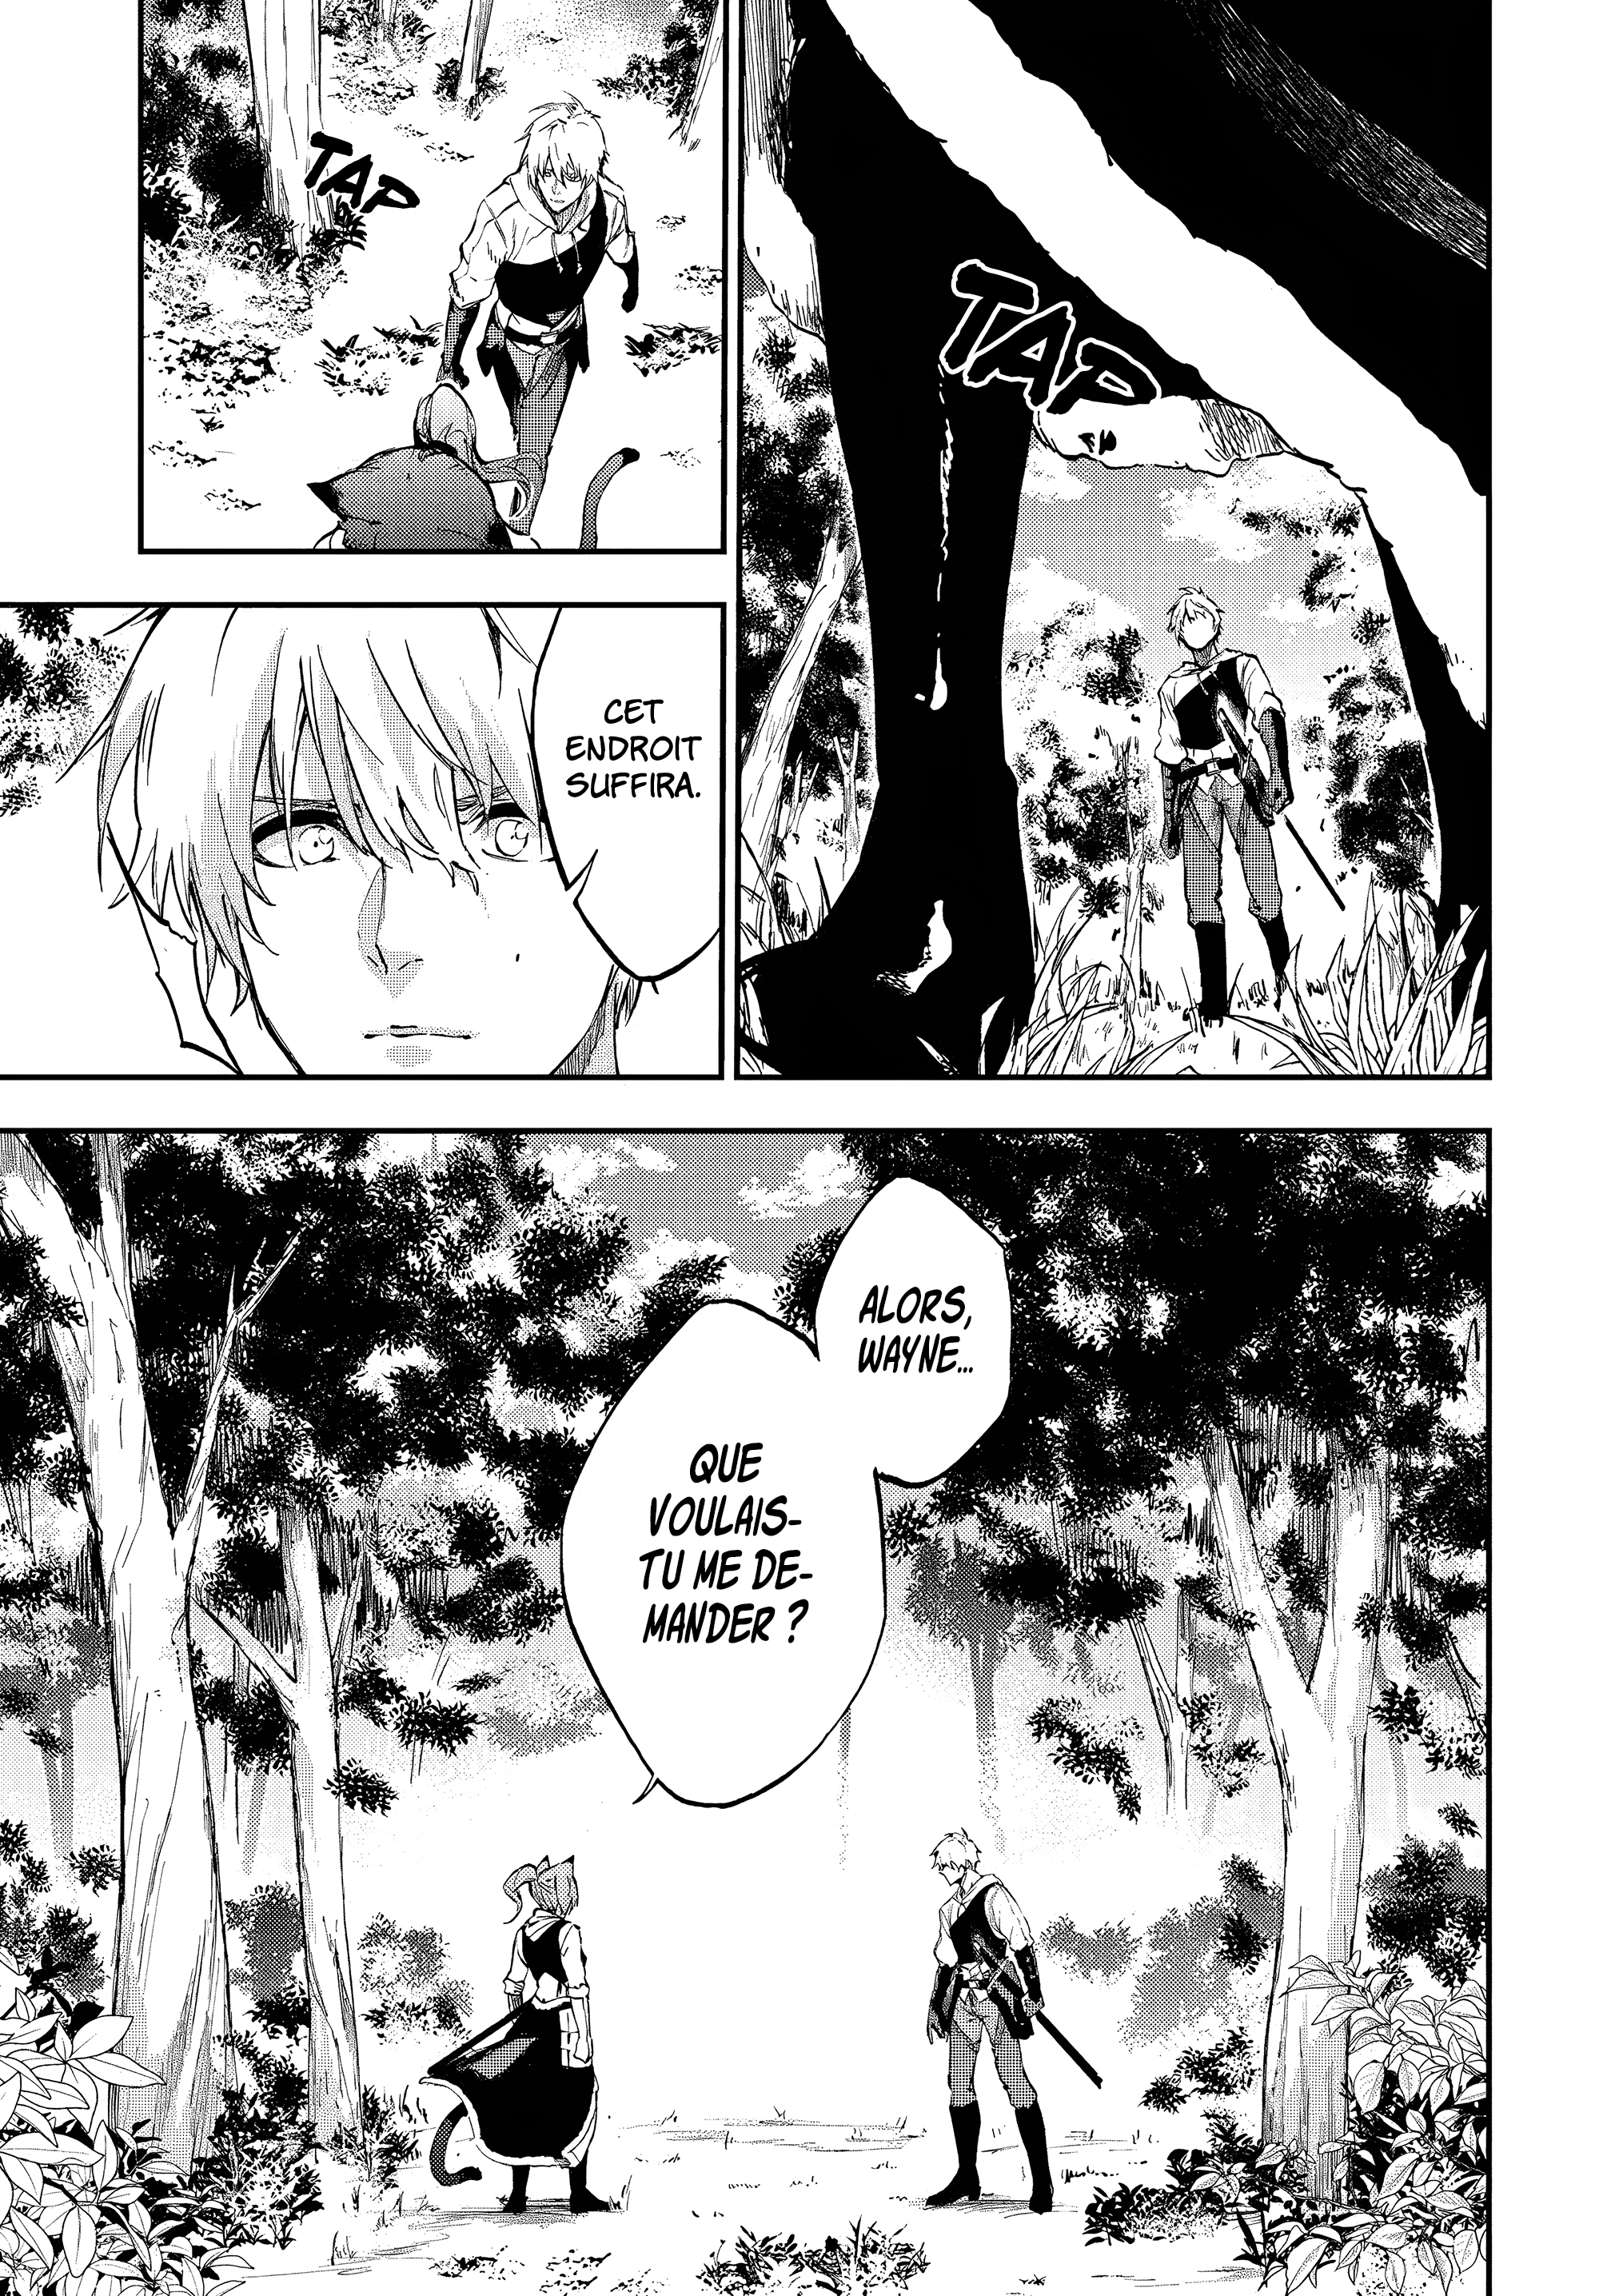 TAP
TAP
CET
ENDROIT
SUFFIRA.
ALORS,
WAYNE...
QUE
VOULAIS-
TU ME DE-
MANDER ?